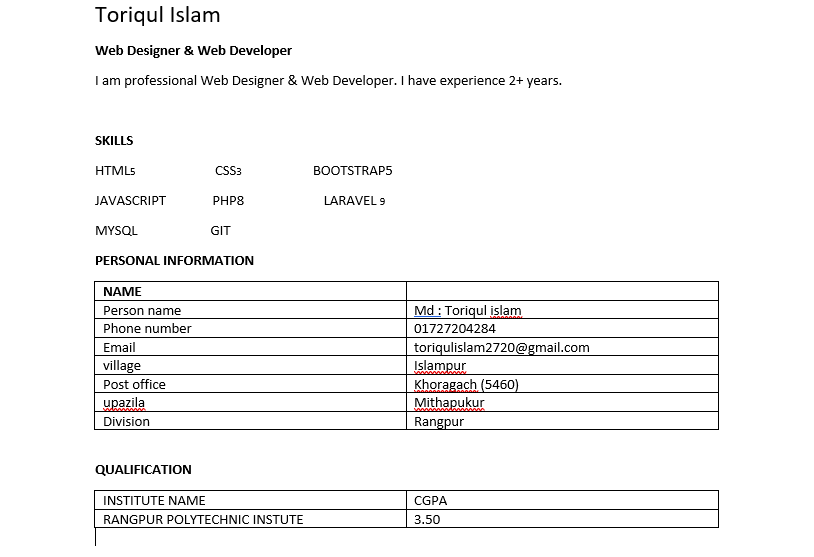 Toriqul Islam
Web Designer & Web Developer
I am professional Web Designer & Web Developer. I have experience 2+ years.
SKILLS
HTML5 CSS3 BOOTSTRAP5
JAVASCRIPT PHP8 LARAVEL 9
MYSQL GIT
PERSONAL INFORMATION
NAME
Person name Md : Toriqul islam
Phone number 01727204284
Email toriqulislam2720@gmail.com
village Islampur
Post office Khoragach (5460)
upazila Mithapukur
Division Rangpur
QUALIFICATION
INSTITUTE NAME CGPA
RANGPUR POLYTECHNIC INSTUTE 3.50